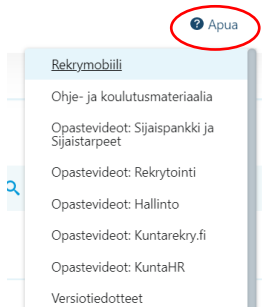 Apua
Rekrymobiili
Ohje- ja koulutusmateriaalia
Opastevideot: Sijaispankki ja
Sijaistarpeet
Opastevideot: Rekrytointi
Opastevideot: Hallinto
Opastevideot: Kuntarekry.fi
Opastevideot: KuntaHR
Versiotiedotteet